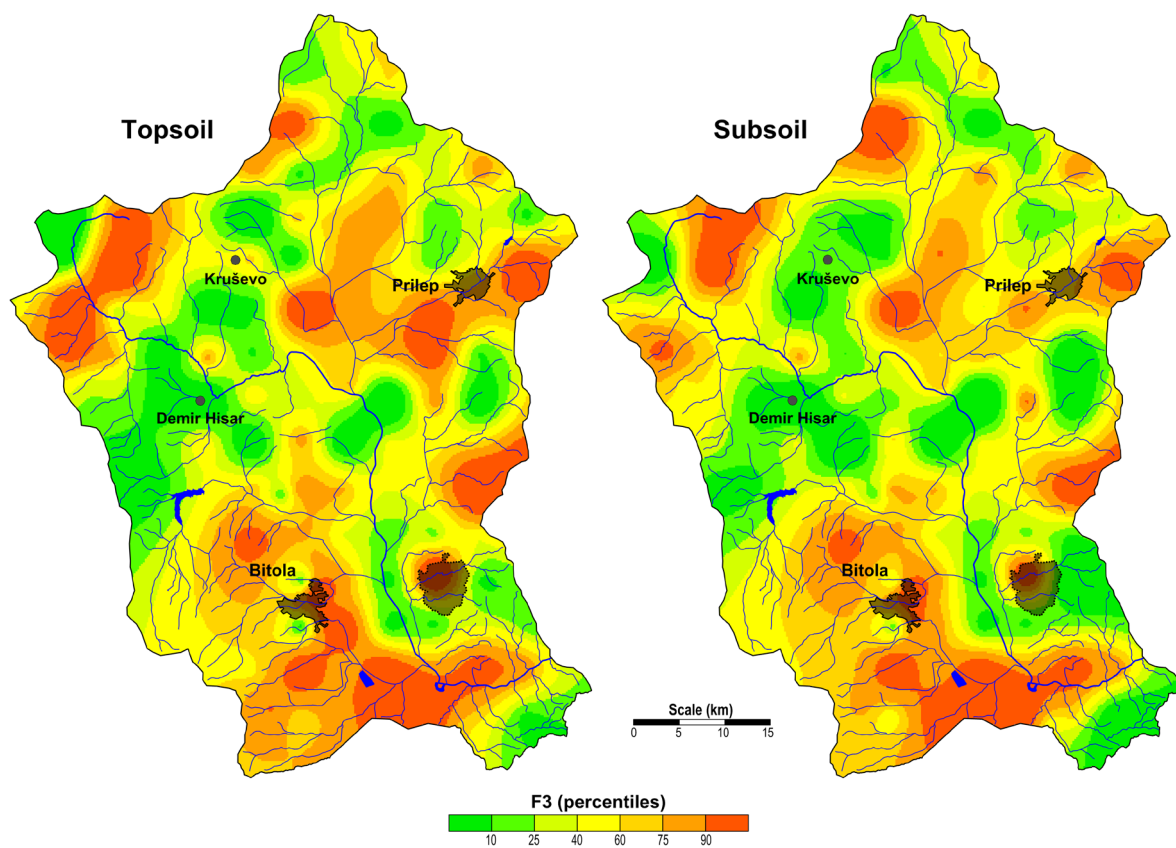 Topsoil
Subsoil
Kruševo
Prilep
Kruševo
Prilep
Demir Hisar
Demir Hisar
Bitola
Bitola
Scale (km)
0 5 10 15
F3 (percentiles)
10 25 40 60 75 90